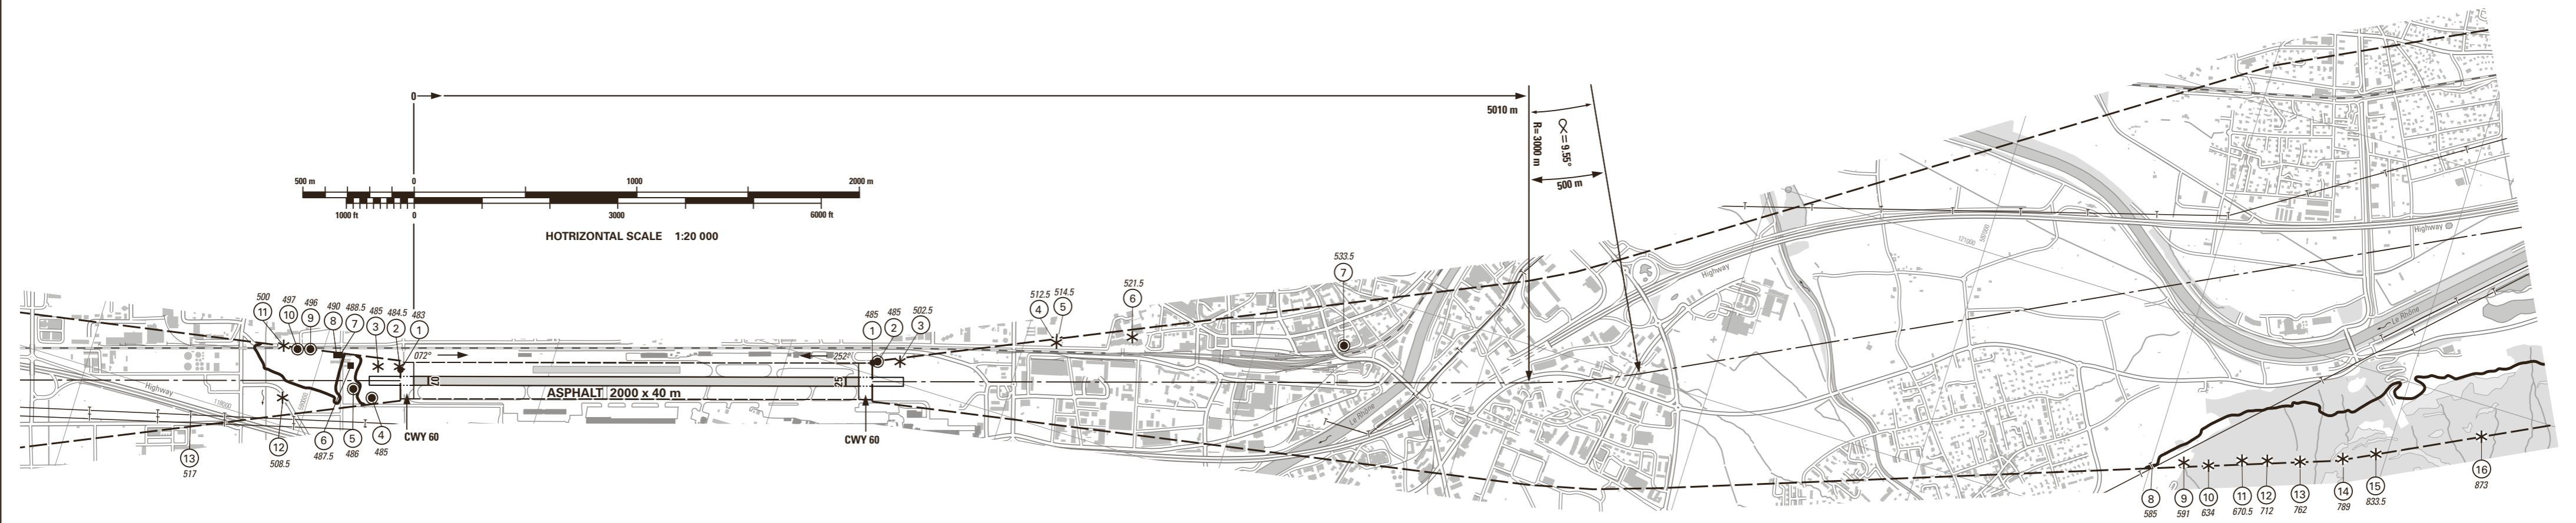 0
5010 m
R= 3000 m
= 9.55°
500 m
500 m 0 1000 2000 m
1000 ft 0 3000 6000 ft
HOTRIZONTAL SCALE 1:20 000
533.5
7
521.5
6
512.5 514.5
4 5
485 485 502.5
1 2 3
500 497 496 490 488.5 485 484.5 483
11 10 9 8 7 3 2 1
072°
252°
ASPHALT 2000 x 40 m
25
CWY 60
CWY 60
Highway
Highway
Highway
Le Rhône
Le Rhône
121000
13
517
12
508.5
6
487.5
5
486
4
485
8 9 10 11 12 13 14 15 16
585 591 634 670.5 712 762 789 833.5 873